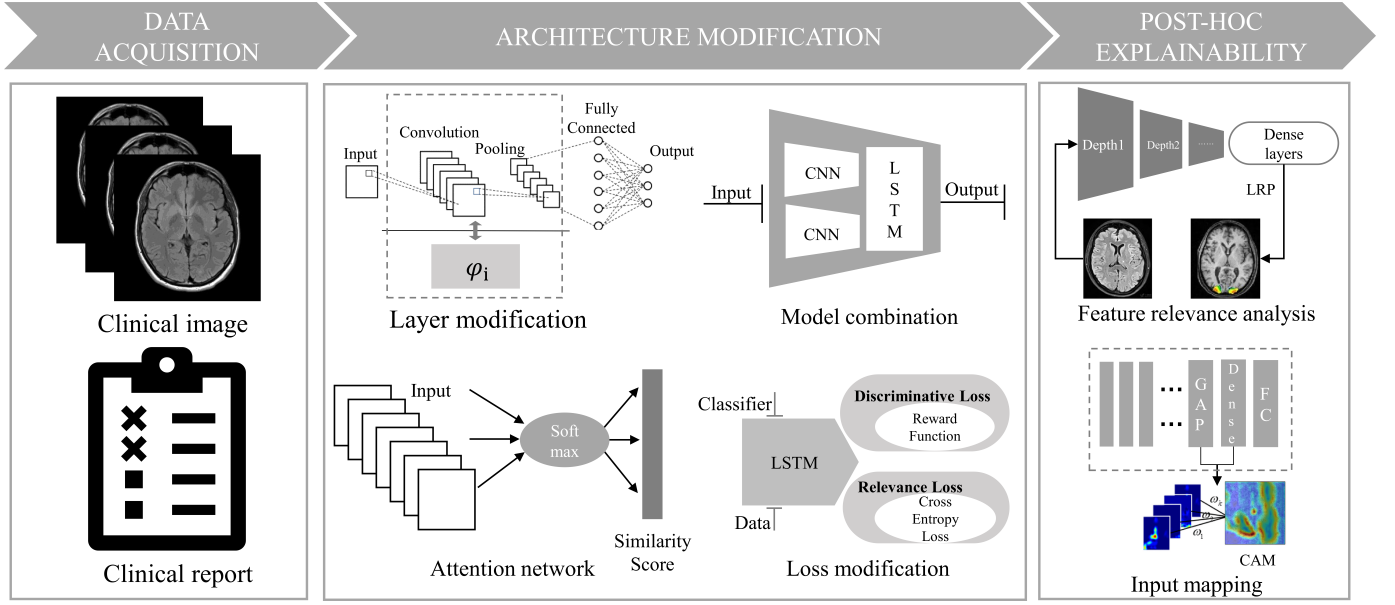 DATA
ACQUISITION
ARCHITECTURE MODIFICATION
POST-HOC
EXPLAINABILITY
Clinical image
Clinical report
Input
Convolution
Pooling
Fully
Connected
Output
φi
Layer modification
Input
CNN
CNN
L
S
T
M
Output
Model combination
Input
Soft
max
Similarity
Score
Attention network
Classifier
LSTM
Data
Discriminative Loss
Reward
Function
Relevance Loss
Cross
Entropy
Loss
Loss modification
Depth1
Depth2
......
Dense
layers
LRP
Feature relevance analysis
...
...
G
A
P
D
e
n
s
e
F
C
ω1
CAM
Input mapping